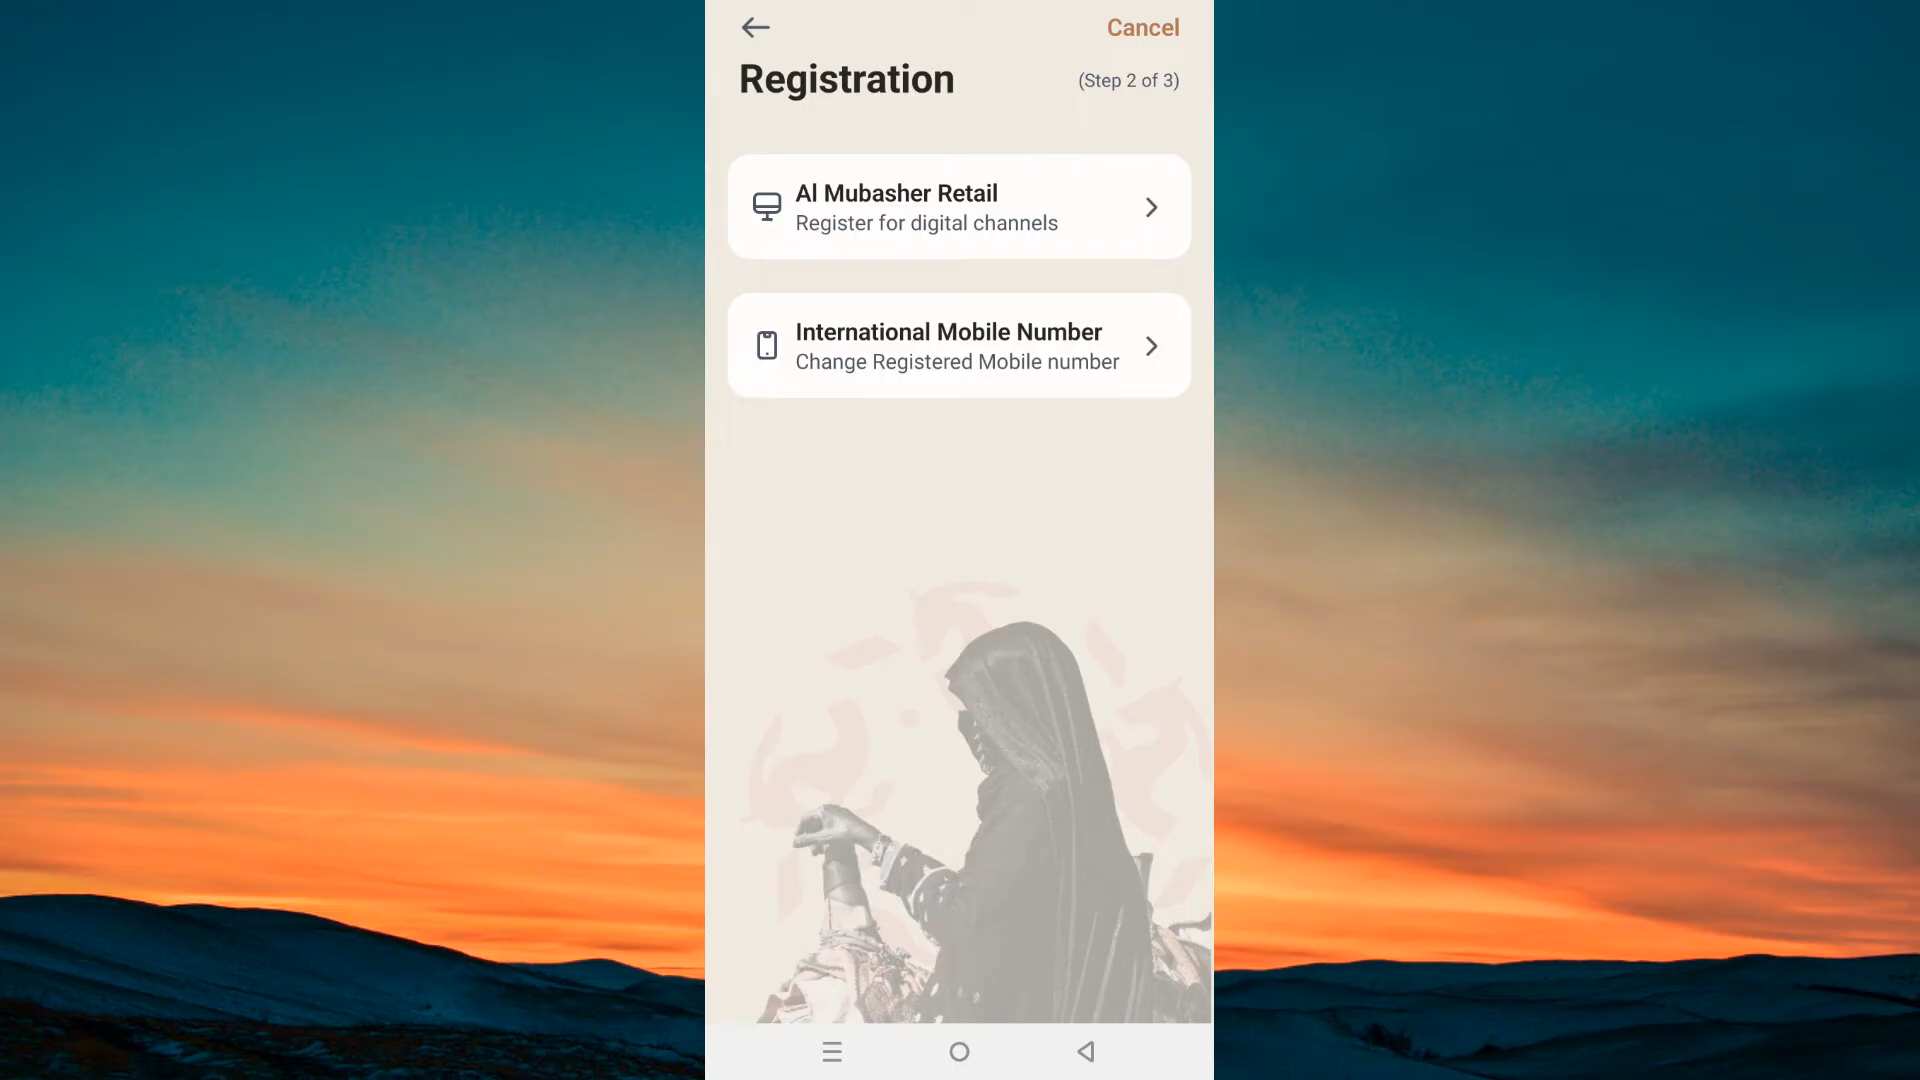 Cancel
Registration (Step 2 of 3)
Al Mubasher Retail
Register for digital channels
International Mobile Number
Change Registered Mobile number